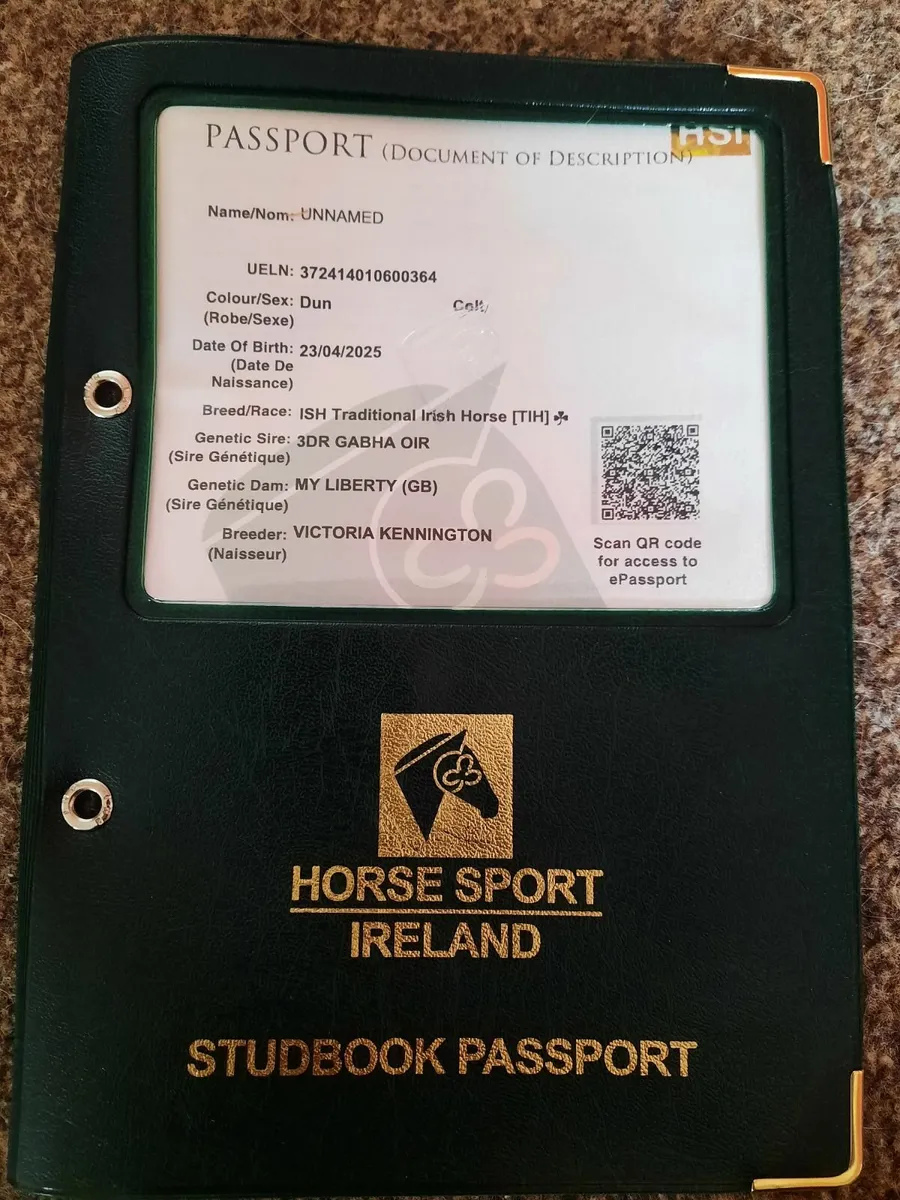 PASSPORT (DOCUMENT OF DESCRIPTION)
HSI
Name/Nom: UNNAMED
UELN: 372414010600364
Colour/Sex: Dun Colt
(Robe/Sexe)
Date Of Birth: 23/04/2025
(Date De
Naissance)
Breed/Race: ISH Traditional Irish Horse [TIH] ☘
Genetic Sire: 3DR GABHA OIR
(Sire Génétique)
Genetic Dam: MY LIBERTY (GB)
(Sire Génétique)
Breeder: VICTORIA KENNINGTON
(Naisseur)
Scan QR code
for access to
ePassport
HORSE SPORT
IRELAND
STUDBOOK PASSPORT